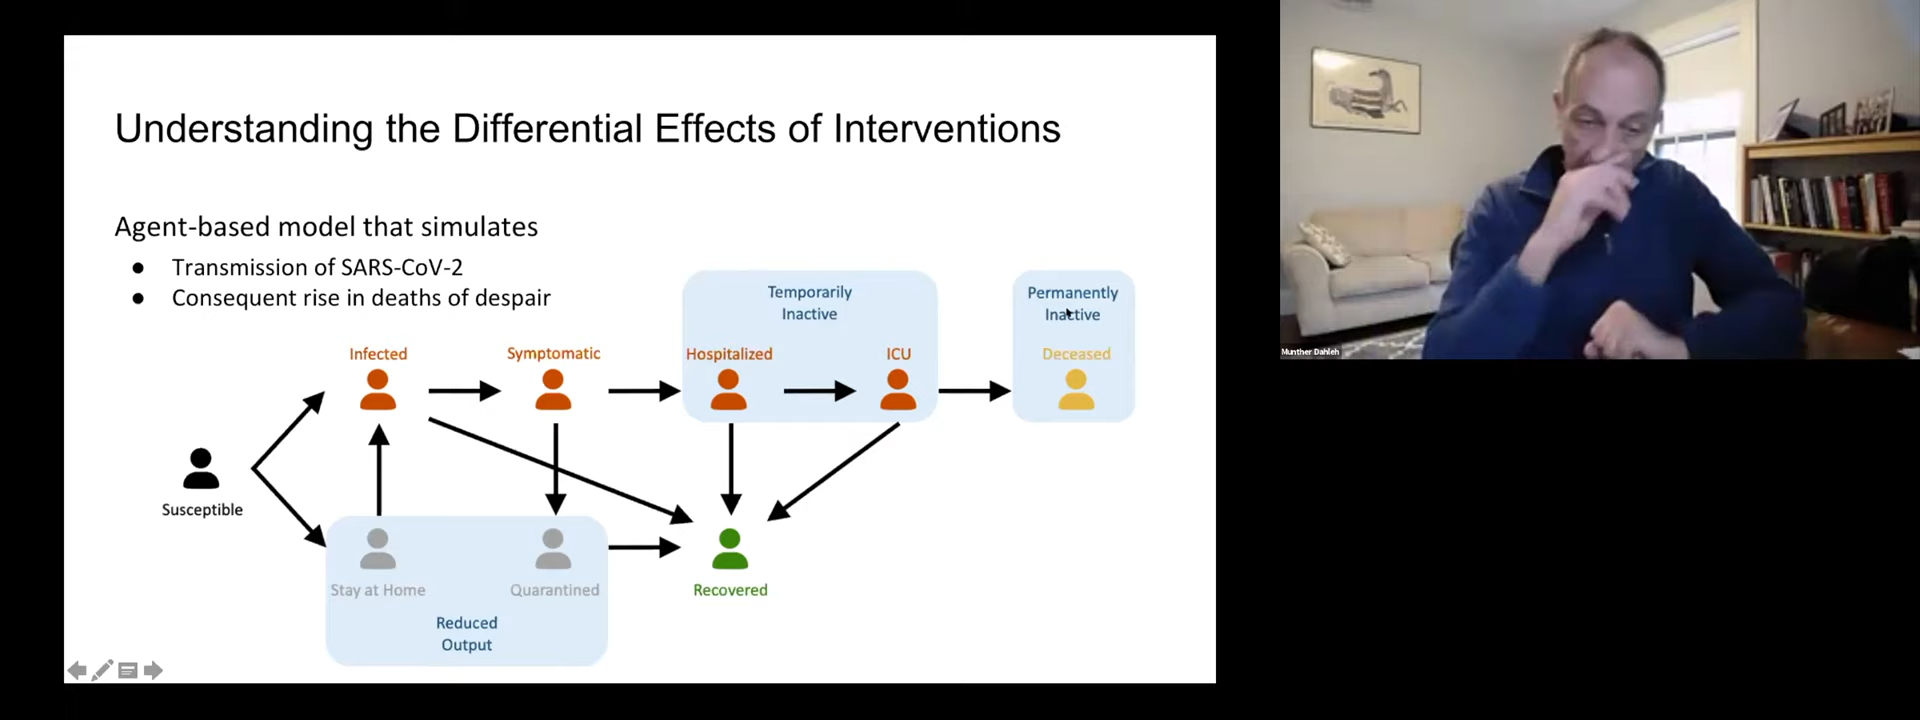 Understanding the Differential Effects of Interventions
Agent-based model that simulates
● Transmission of SARS-CoV-2
● Consequent rise in deaths of despair
Temporarily
Inactive
Permanently
Inactive
Infected
Symptomatic
Hospitalized
ICU
Deceased
Susceptible
Stay at Home
Quarantined
Recovered
Reduced
Output
Munther Dahleh